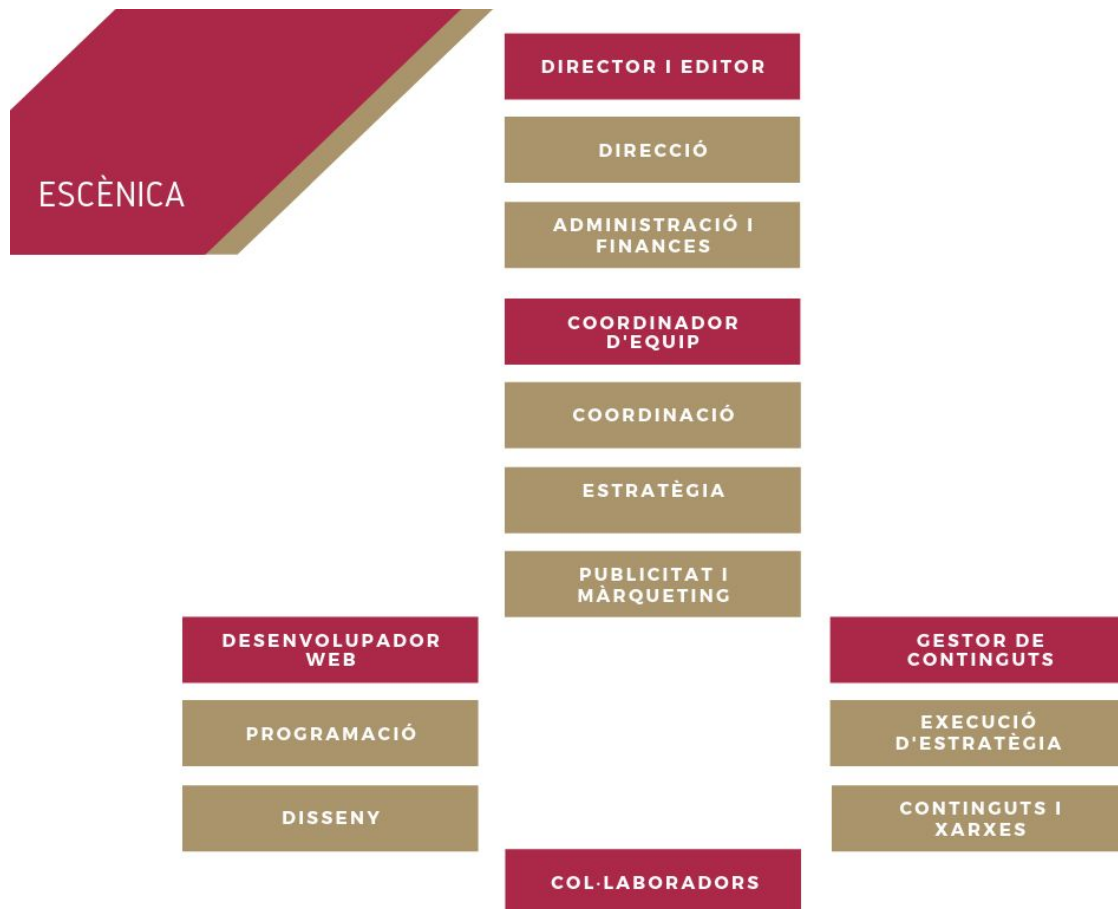 ESCÈNICA
DIRECTOR I EDITOR
DIRECCIÓ
ADMINISTRACIÓ I
FINANCES
COORDINADOR
D'EQUIP
COORDINACIÓ
ESTRATÈGIA
PUBLICITAT I
MÀRQUETING
DESENVOLUPADOR
WEB
PROGRAMACIÓ
DISSENY
GESTOR DE
CONTINGUTS
EXECUCIÓ
D'ESTRATÈGIA
CONTINGUTS I
XARXES
COL·LABORADORS